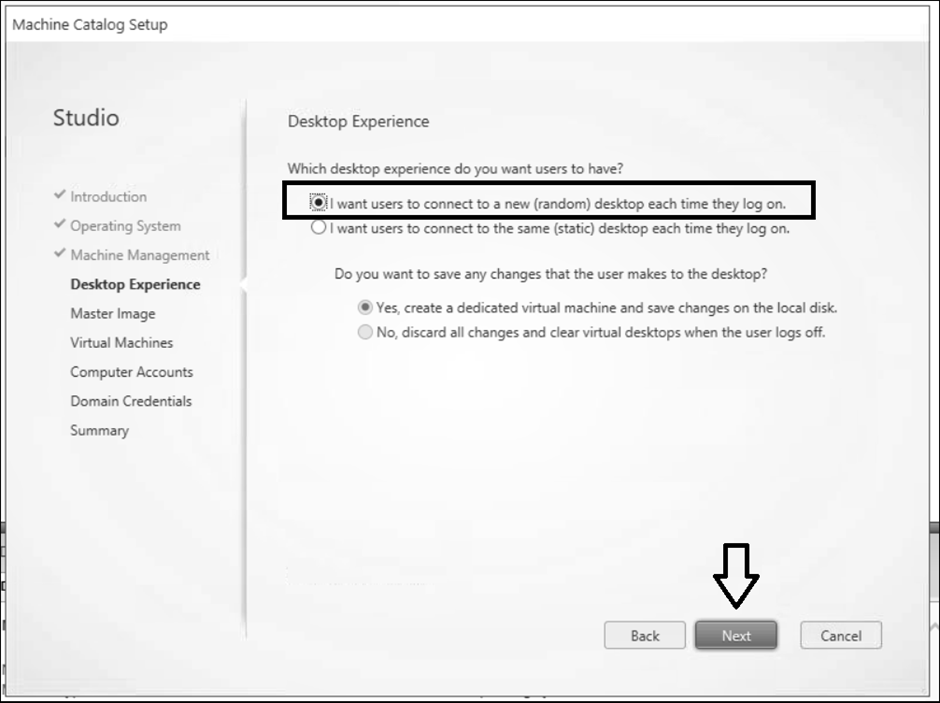 Machine Catalog Setup
Studio
Introduction
Operating System
Machine Management
Desktop Experience
Master Image
Virtual Machines
Computer Accounts
Domain Credentials
Summary
Desktop Experience
Which desktop experience do you want users to have?
I want users to connect to a new (random) desktop each time they log on.
I want users to connect to the same (static) desktop each time they log on.
Do you want to save any changes that the user makes to the desktop?
Yes, create a dedicated virtual machine and save changes on the local disk.
No, discard all changes and clear virtual desktops when the user logs off.
Back Next Cancel